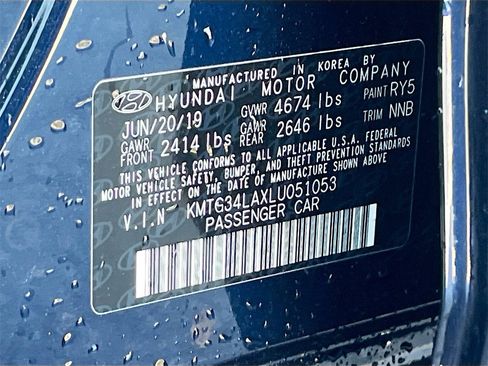 MANUFACTURED IN KOREA BY
HYUNDAI MOTOR COMPANY
JUN/20/19 GVWR 4674 lbs PAINT RY5
GAWR FRONT 2414 lbs GAWR REAR 2646 lbs TRIM NNB
THIS VEHICLE CONFORMS TO ALL APPLICABLE U.S.A. FEDERAL
MOTOR VEHICLE SAFETY, BUMPER, AND THEFT PREVENTION STANDARDS
IN EFFECT ON THE DATE OF MANUFACTURE SHOWN ABOVE.
V.I.N KMTG34LAXLU051053
PASSENGER CAR